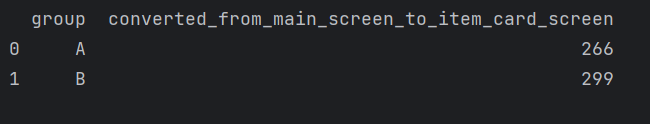 group converted_from_main_screen_to_item_card_screen
0 A 266
1 B 299